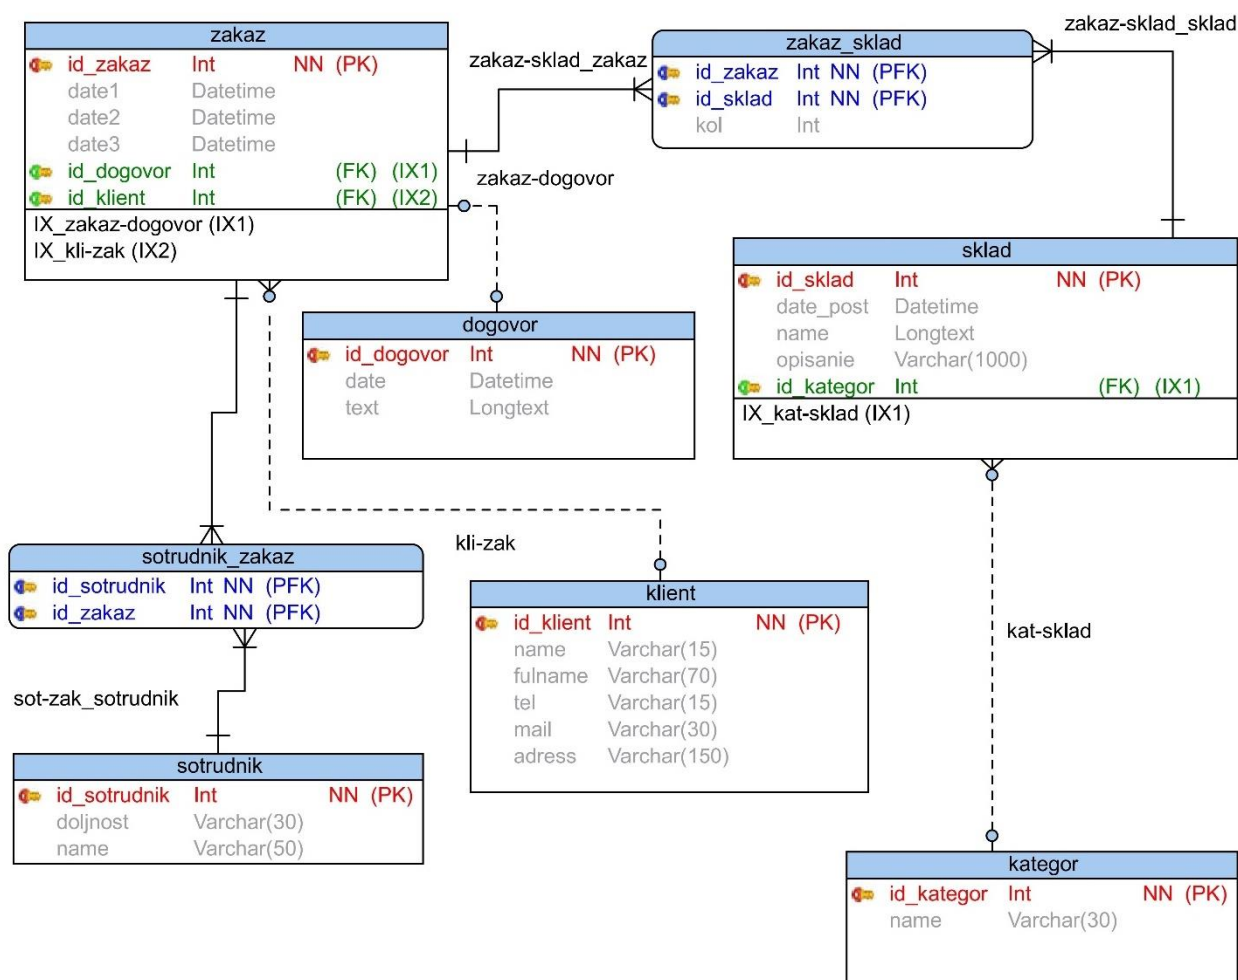 zakaz
id_zakaz Int NN (PK)
date1 Datetime
date2 Datetime
date3 Datetime
id_dogovor Int (FK) (IX1)
id_klient Int (FK) (IX2)
IX_zakaz-dogovor (IX1)
IX_kli-zak (IX2)
zakaz-sklad_zakaz
zakaz_sklad
id_zakaz Int NN (PFK)
id_sklad Int NN (PFK)
kol Int
zakaz-sklad_sklad
zakaz-dogovor
dogovor
id_dogovor Int NN (PK)
date Datetime
text Longtext
sklad
id_sklad Int NN (PK)
date_post Datetime
name Longtext
opisanie Varchar(1000)
id_kategor Int (FK) (IX1)
IX_kat-sklad (IX1)
sotrudnik_zakaz
id_sotrudnik Int NN (PFK)
id_zakaz Int NN (PFK)
kli-zak
klient
id_klient Int NN (PK)
name Varchar(15)
fulname Varchar(70)
tel Varchar(15)
mail Varchar(30)
adress Varchar(150)
kat-sklad
sot-zak_sotrudnik
sotrudnik
id_sotrudnik Int NN (PK)
doljnost Varchar(30)
name Varchar(50)
kategor
id_kategor Int NN (PK)
name Varchar(30)